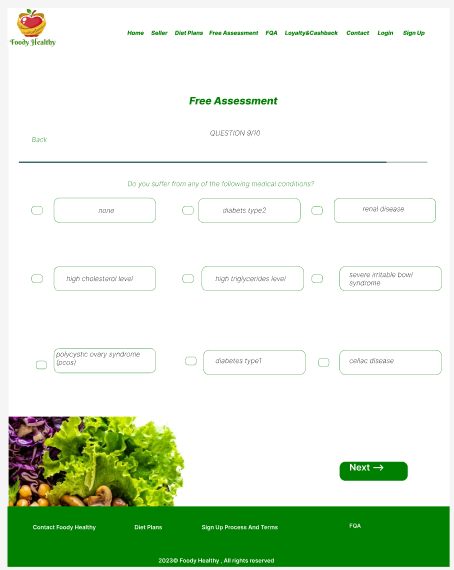 Foody Healthy
Home Seller Diet Plans Free Assessment FQA Loyalty&Cashback Contact Login Sign Up
Free Assessment
QUESTION 9/10
Back
Do you suffer from any of the following medical conditions?
none
diabets type2
renal disease
high cholesterol level
high triglycerides level
severe irritable bowl
syndrome
polycystic ovary syndrome
(pcos)
diabetes type1
celiac disease
Next →
Contact Foody Healthy
Diet Plans
Sign Up Process And Terms
FQA
2023© Foody Healthy , All rights reserved